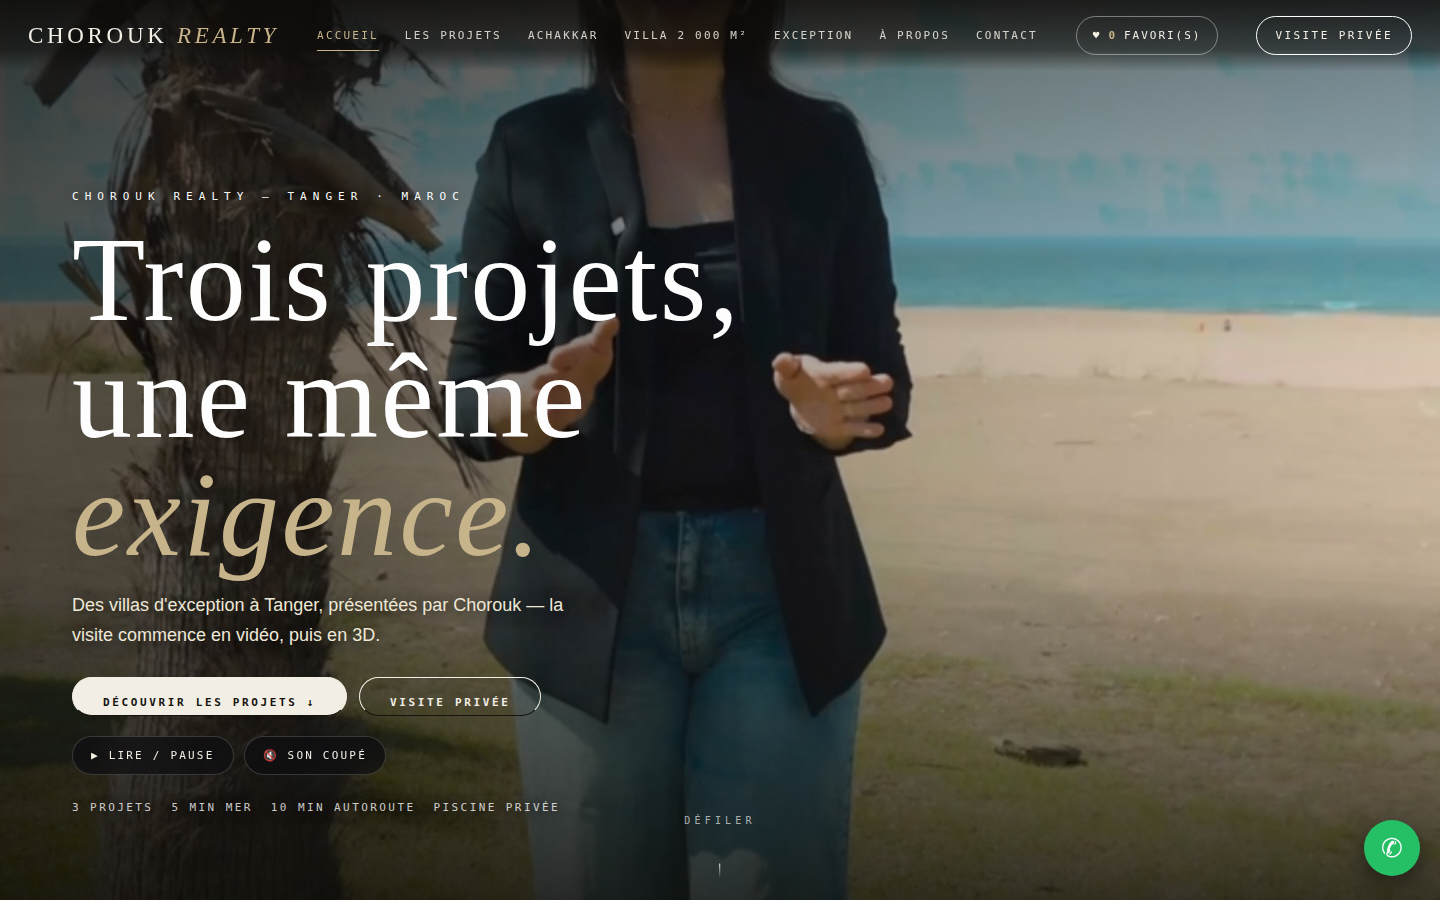 CHOROUK REALTY
ACCUEIL LES PROJETS ACHAKKAR VILLA 2 000 M² EXCEPTION À PROPOS CONTACT
♥ 0 FAVORI(S)
VISITE PRIVÉE
CHOROUK REALTY — TANGER · MAROC
Trois projets,
une même
exigence.
Des villas d'exception à Tanger, présentées par Chorouk — la
visite commence en vidéo, puis en 3D.
DÉCOUVRIR LES PROJETS ↓
VISITE PRIVÉE
▶ LIRE / PAUSE
🔇 SON COUPÉ
3 PROJETS 5 MIN MER 10 MIN AUTOROUTE PISCINE PRIVÉE
DÉFILER